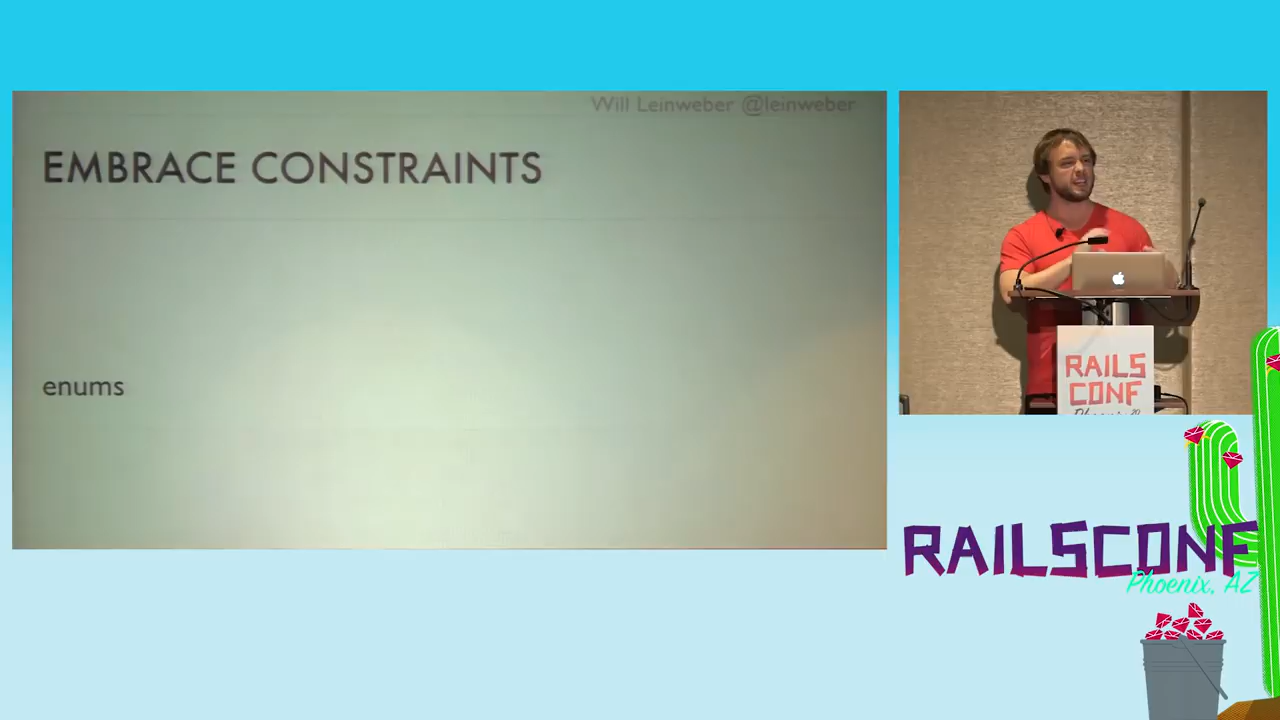 Will Leinweber @leinweber
EMBRACE CONSTRAINTS
enums
RAILS
CONF
RAILSCONF
Phoenix, AZ